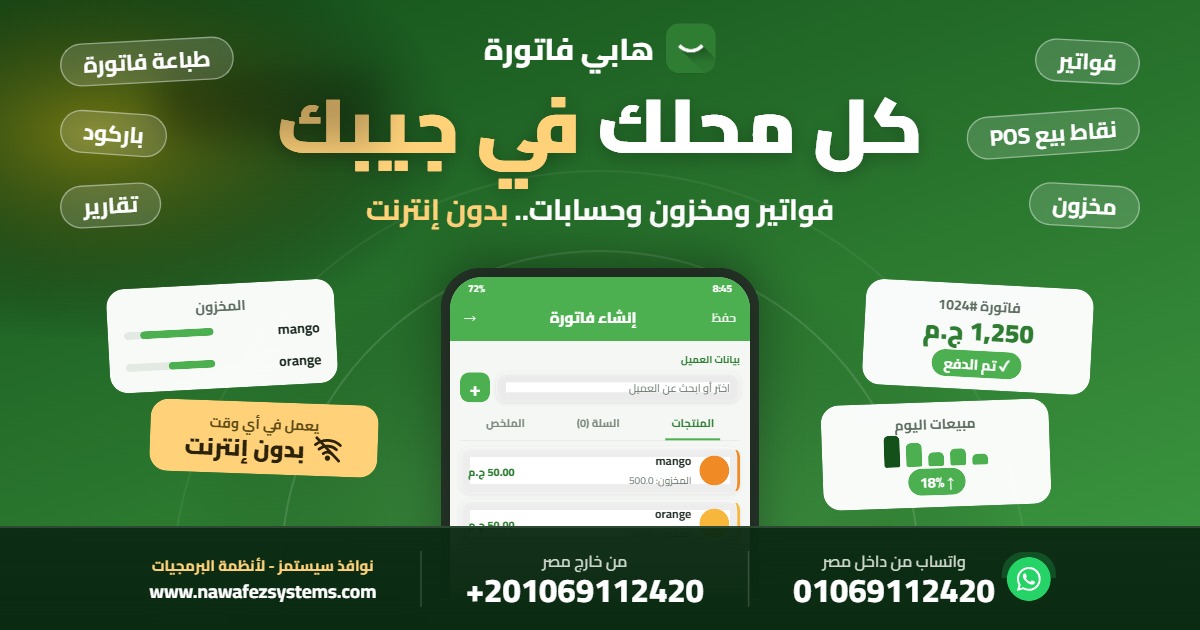 هابي فاتورة
كل محلك في جيبك
فواتير ومخزون وحسابات.. بدون إنترنت
فواتير
نقاط بيع POS
مخزون
طباعة فاتورة
باركود
تقارير
فاتورة #1024
1,250 ج.م
✓ تم الدفع
مبيعات اليوم
↑ 18%
المخزون
mango
orange
يعمل في أي وقت
بدون إنترنت
8:45
72%
حفظ
إنشاء فاتورة
→
بيانات العميل
اختر أو ابحث عن العميل
+
المنتجات
السلة (0)
الملخص
mango
50.00 ج.م
المخزون: 500.0
orange
50.00 ج.م
واتساب من داخل مصر
01069112420
من خارج مصر
+201069112420
نوافذ سيستمز - لأنظمة البرمجيات
www.nawafezsystems.com